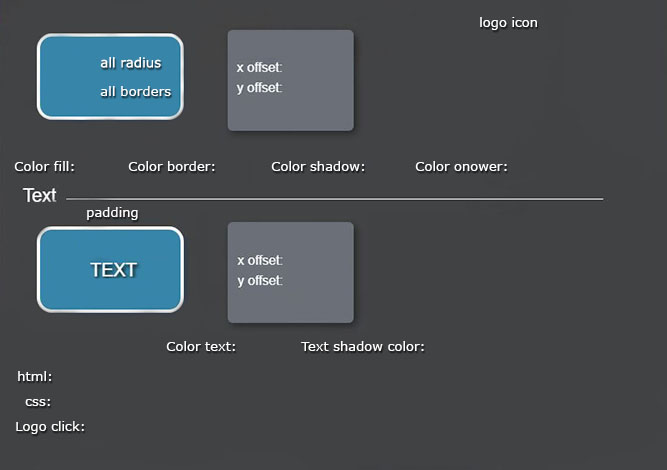 logo icon
all radius
all borders
x offset:
y offset:
Color fill:
Color border:
Color shadow:
Color onower:
Text
padding
TEXT
x offset:
y offset:
Color text:
Text shadow color:
html:
css:
Logo click: